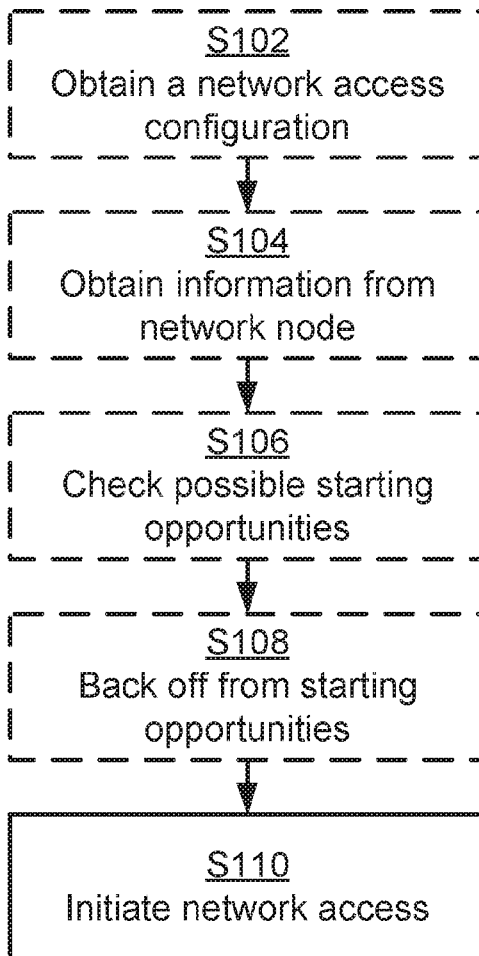 S102
Obtain a network access
configuration
S104
Obtain information from
network node
S106
Check possible starting
opportunities
S108
Back off from starting
opportunities
S110
Initiate network access